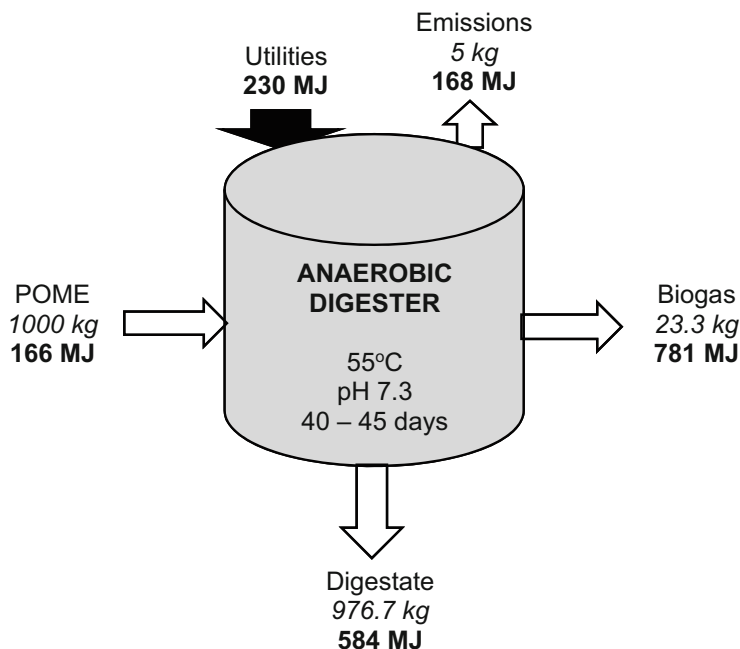 Emissions
5 kg
168 MJ
Utilities
230 MJ
POME
1000 kg
166 MJ
ANAEROBIC
DIGESTER
55ºC
pH 7.3
40 – 45 days
Biogas
23.3 kg
781 MJ
Digestate
976.7 kg
584 MJ